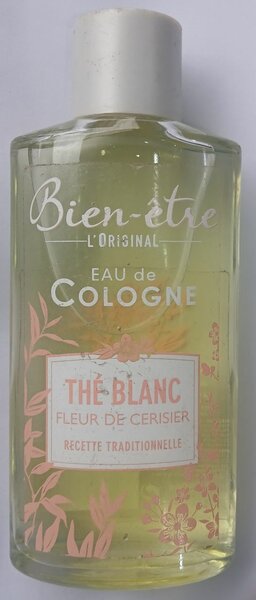 Bien-être
L'ORIGINAL
EAU de
COLOGNE
THÉ BLANC
FLEUR DE CERISIER
RECETTE TRADITIONNELLE